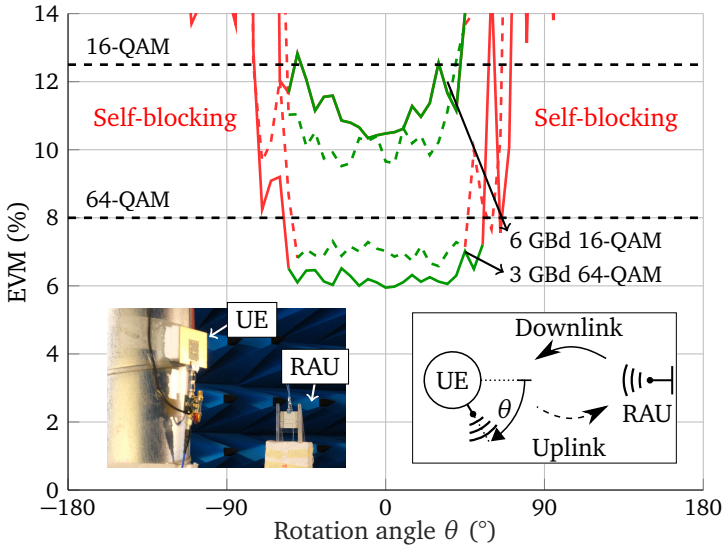 14
12
10
8
6
4
2
0
EVM (%)
16-QAM
Self-blocking
Self-blocking
64-QAM
6 GBd 16-QAM
3 GBd 64-QAM
UE
RAU
Downlink
UE
θ
RAU
Uplink
−180
−90
0
90
180
Rotation angle θ (°)